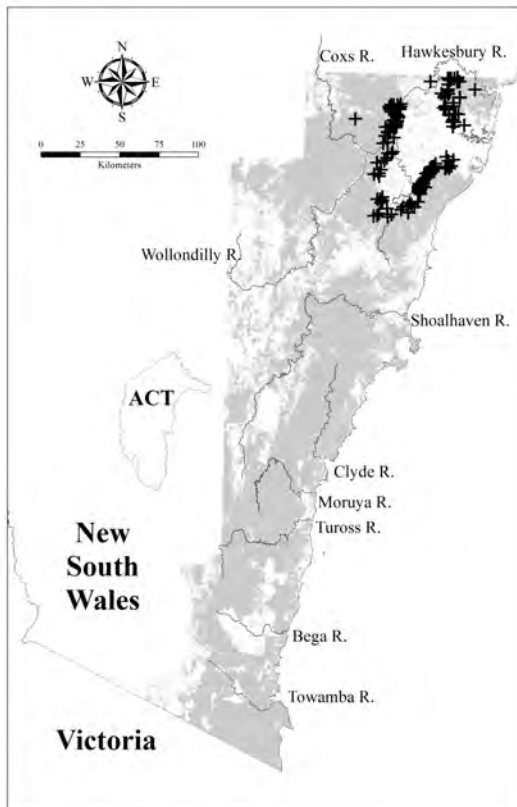 Coxs R.
Hawkesbury R.
N
W E
S
0 25 50 75 100
Kilometers
Wollondilly R.
Shoalhaven R.
ACT
Clyde R.
Moruya R.
Tuross R.
New
South
Wales
Bega R.
Towamba R.
Victoria